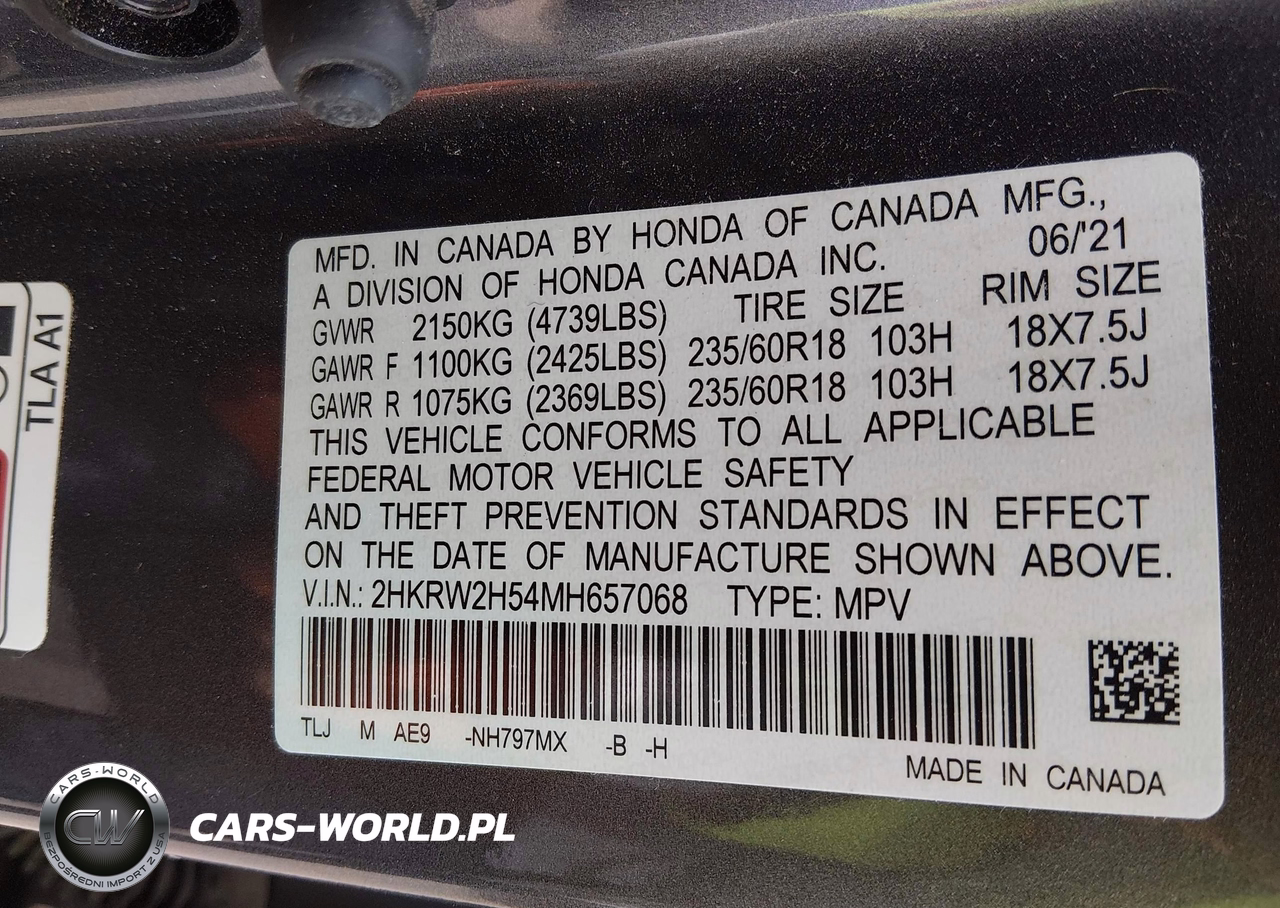 MFD. IN CANADA BY HONDA OF CANADA MFG.,
A DIVISION OF HONDA CANADA INC. 06/'21
GVWR 2150KG (4739LBS) TIRE SIZE RIM SIZE
GAWR F 1100KG (2425LBS) 235/60R18 103H 18X7.5J
GAWR R 1075KG (2369LBS) 235/60R18 103H 18X7.5J
THIS VEHICLE CONFORMS TO ALL APPLICABLE
FEDERAL MOTOR VEHICLE SAFETY
AND THEFT PREVENTION STANDARDS IN EFFECT
ON THE DATE OF MANUFACTURE SHOWN ABOVE.
V.I.N.: 2HKRW2H54MH657068 TYPE: MPV
TLJ M AE9 -NH797MX -B -H
MADE IN CANADA
TLA A1
CARS-WORLD
CW
BEZPOŚREDNI IMPORT Z USA
CARS-WORLD.PL